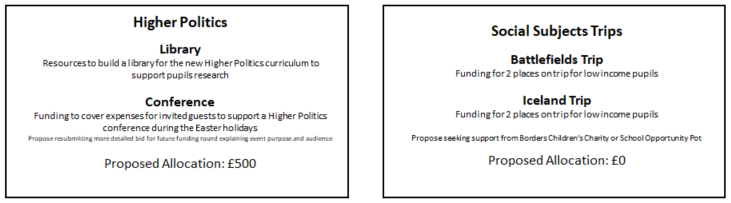 Higher Politics
Library
Resources to build a library for the new Higher Politics curriculum to
support pupils research
Conference
Funding to cover expenses for invited guests to support a Higher Politics
conference during the Easter holidays
Propose resubmitting more detailed bid for future funding round explaining event purpose and audience
Proposed Allocation: £500
Social Subjects Trips
Battlefields Trip
Funding for 2 places on trip for low income pupils
Iceland Trip
Funding for 2 places on trip for low income pupils
Propose seeking support from Borders Children's Charity or School Opportunity Pot
Proposed Allocation: £0